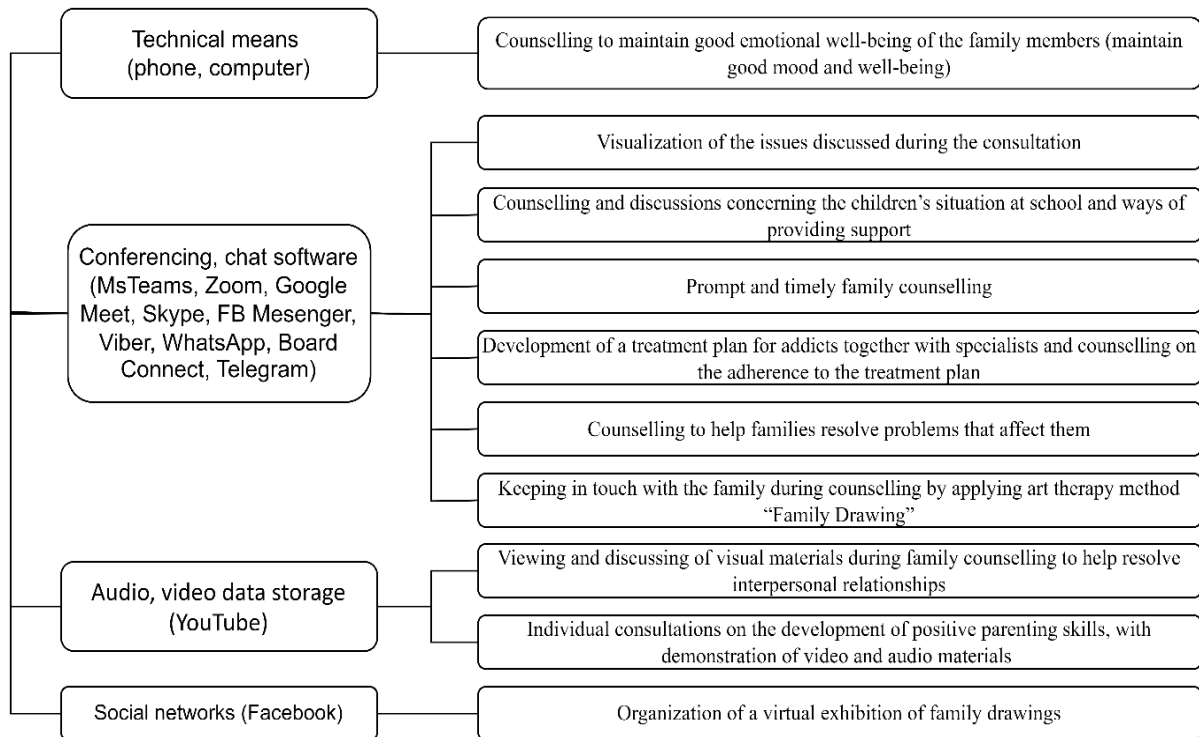 Technical means
(phone, computer)
Counselling to maintain good emotional well-being of the family members (maintain
good mood and well-being)
Conferencing, chat software
(MsTeams, Zoom, Google
Meet, Skype, FB Mesenger,
Viber, WhatsApp, Board
Connect, Telegram)
Visualization of the issues discussed during the consultation
Counselling and discussions concerning the children’s situation at school and ways of
providing support
Prompt and timely family counselling
Development of a treatment plan for addicts together with specialists and counselling on
the adherence to the treatment plan
Counselling to help families resolve problems that affect them
Keeping in touch with the family during counselling by applying art therapy method
“Family Drawing”
Audio, video data storage
(YouTube)
Viewing and discussing of visual materials during family counselling to help resolve
interpersonal relationships
Individual consultations on the development of positive parenting skills, with
demonstration of video and audio materials
Social networks (Facebook)
Organization of a virtual exhibition of family drawings